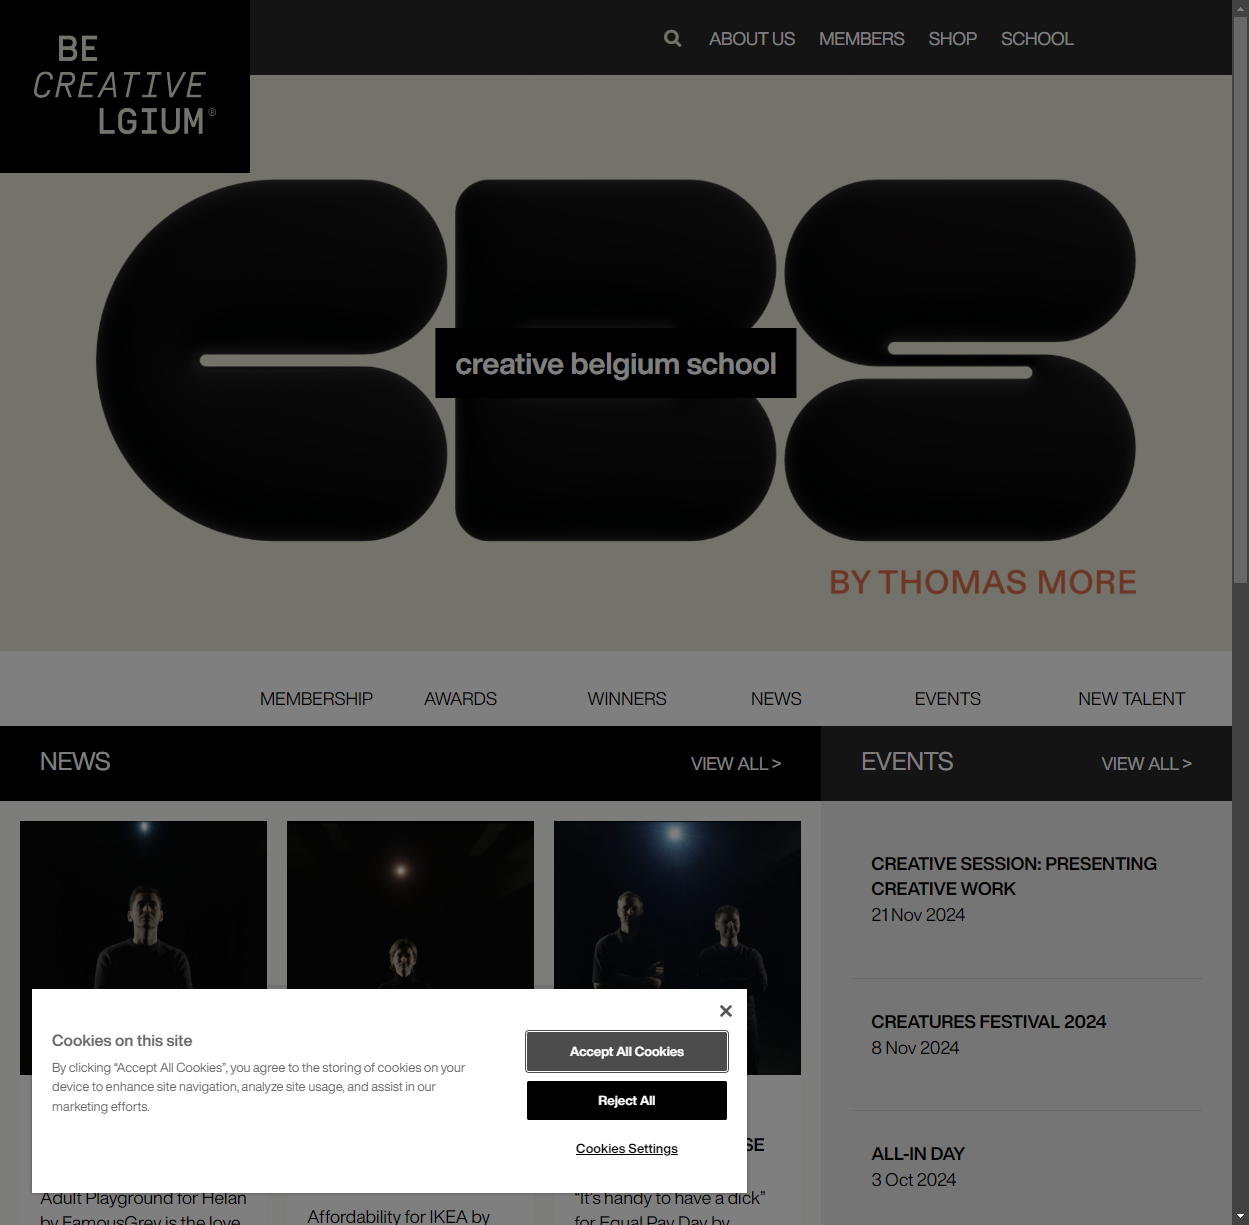 BE
CREATIVE
LGIUM®
ABOUT US MEMBERS SHOP SCHOOL
CBS
creative belgium school
BY THOMAS MORE
MEMBERSHIP AWARDS WINNERS NEWS EVENTS NEW TALENT
NEWS VIEW ALL >
EVENTS VIEW ALL >
CREATIVE SESSION: PRESENTING
CREATIVE WORK
21 Nov 2024
CREATURES FESTIVAL 2024
8 Nov 2024
ALL-IN DAY
3 Oct 2024
Cookies on this site
By clicking “Accept All Cookies”, you agree to the storing of cookies on your
device to enhance site navigation, analyze site usage, and assist in our
marketing efforts.
Accept All Cookies
Reject All
Cookies Settings
SE
Adult Playground for Helan
by FamousGrey is the love
Affordability for IKEA by
“It’s handy to have a dick”
for Equal Pay Day by